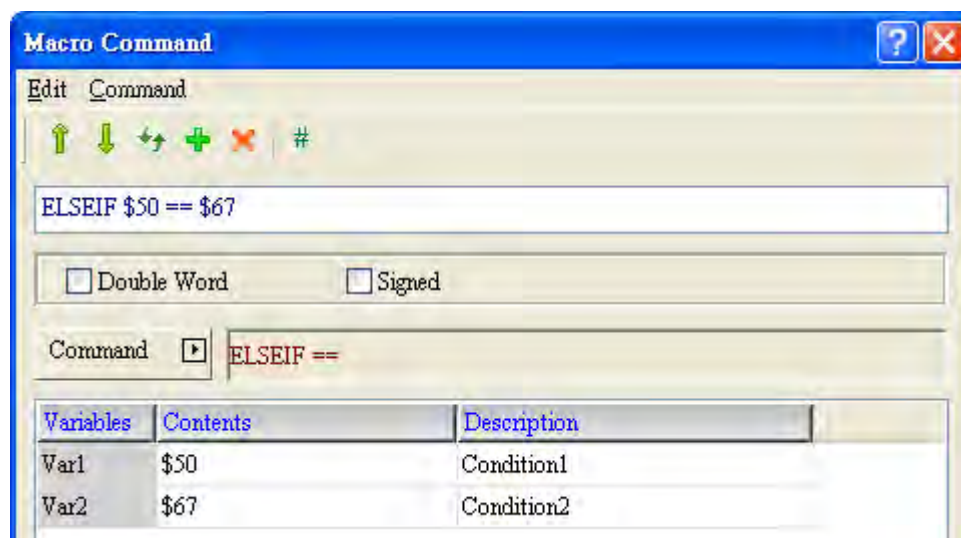 Macro Command
Edit Command
#
ELSEIF $50 == $67
Double Word Signed
Command ELSEIF ==
Variables Contents Description
Var1 $50 Condition1
Var2 $67 Condition2